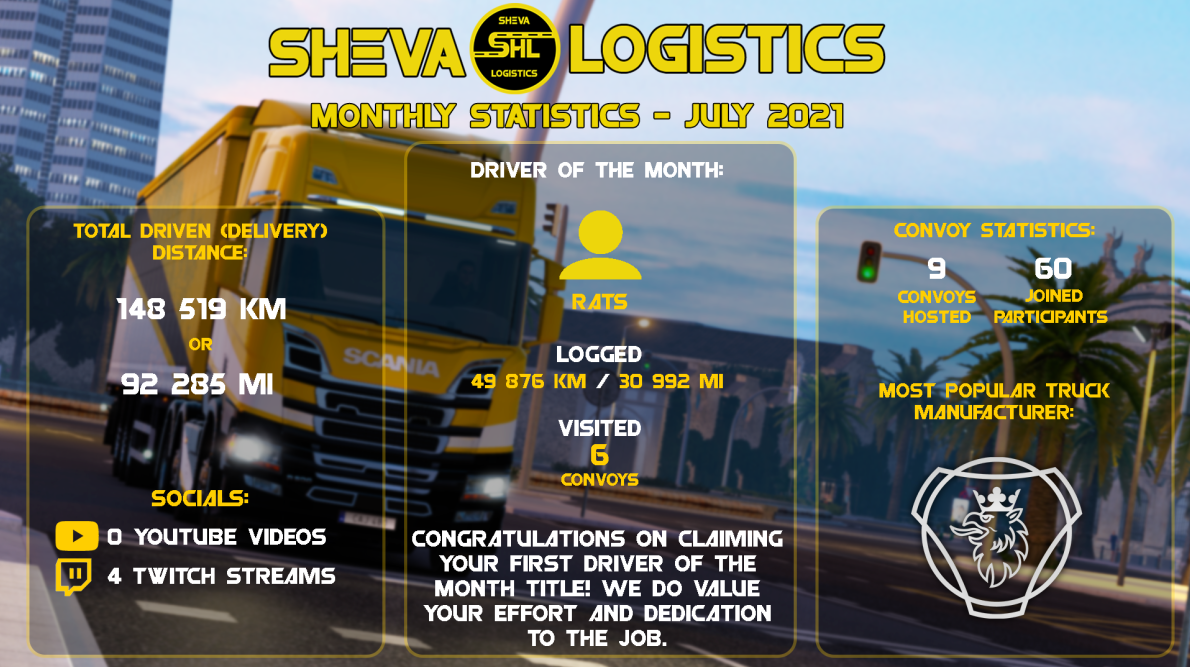 SHEVA LOGISTICS
SHEVA
SHL
LOGISTICS
MONTHLY STATISTICS - JULY 2021
TOTAL DRIVEN (DELIVERY)
DISTANCE:
148 519 KM
OR
92 285 MI
SOCIALS:
0 YOUTUBE VIDEOS
4 TWITCH STREAMS
DRIVER OF THE MONTH:
RATS
LOGGED
49 876 KM / 30 992 MI
VISITED
6
CONVOYS
CONGRATULATIONS ON CLAIMING
YOUR FIRST DRIVER OF THE
MONTH TITLE! WE DO VALUE
YOUR EFFORT AND DEDICATION
TO THE JOB.
CONVOY STATISTICS:
9 60
CONVOYS JOINED
HOSTED PARTICIPANTS
MOST POPULAR TRUCK
MANUFACTURER:
SCANIA